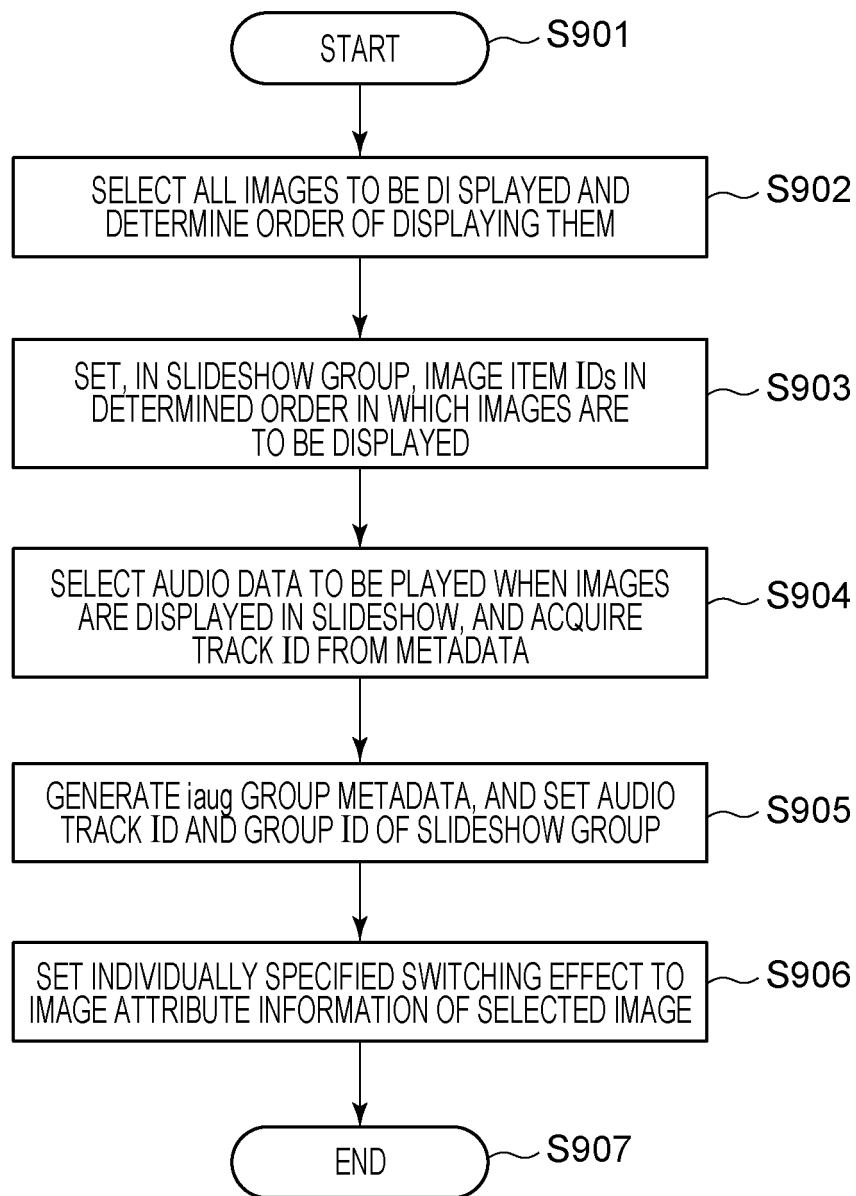 START
S901
SELECT ALL IMAGES TO BE DI SPLAYED AND
DETERMINE ORDER OF DISPLAYING THEM
S902
SET, IN SLIDESHOW GROUP, IMAGE ITEM IDs IN
DETERMINED ORDER IN WHICH IMAGES ARE
TO BE DISPLAYED
S903
SELECT AUDIO DATA TO BE PLAYED WHEN IMAGES
ARE DISPLAYED IN SLIDESHOW, AND ACQUIRE
TRACK ID FROM METADATA
S904
GENERATE iaug GROUP METADATA, AND SET AUDIO
TRACK ID AND GROUP ID OF SLIDESHOW GROUP
S905
SET INDIVIDUALLY SPECIFIED SWITCHING EFFECT TO
IMAGE ATTRIBUTE INFORMATION OF SELECTED IMAGE
S906
END
S907